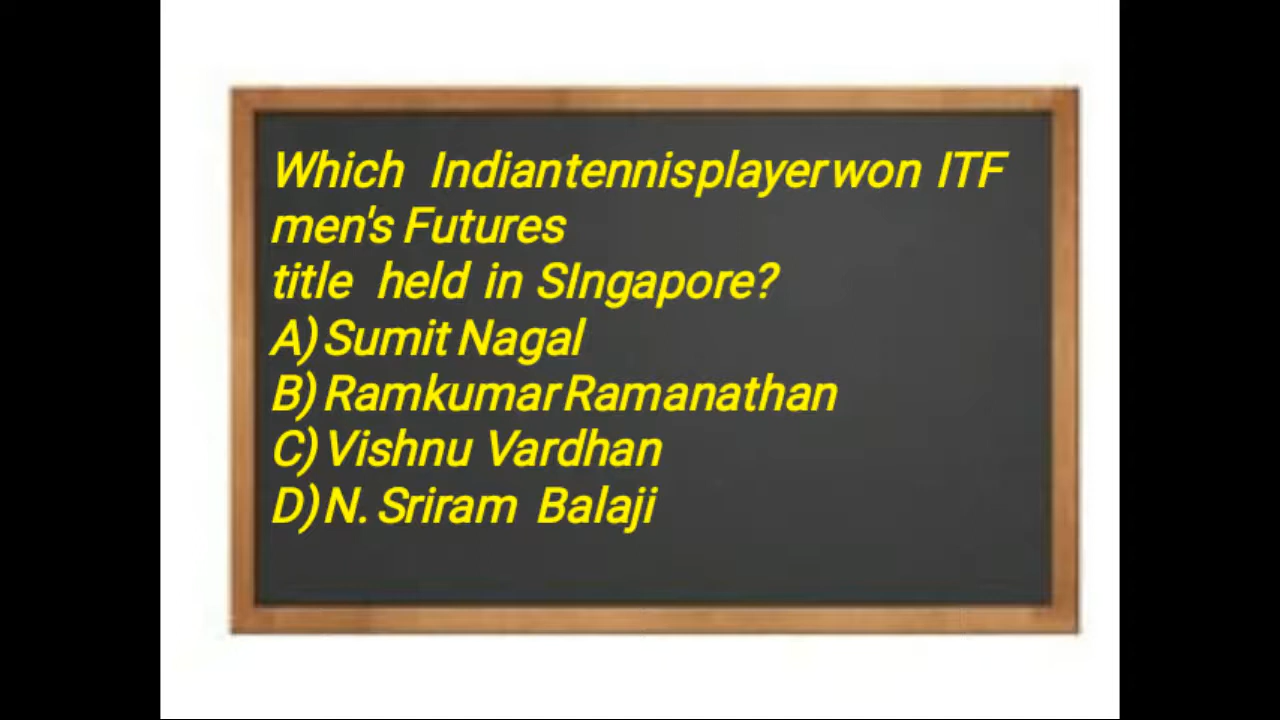 Which Indiantennisplayerwon ITF
men's Futures
title held in SIngapore?
A)Sumit Nagal
B)RamkumarRamanathan
C)Vishnu Vardhan
D)N. Sriram Balaji